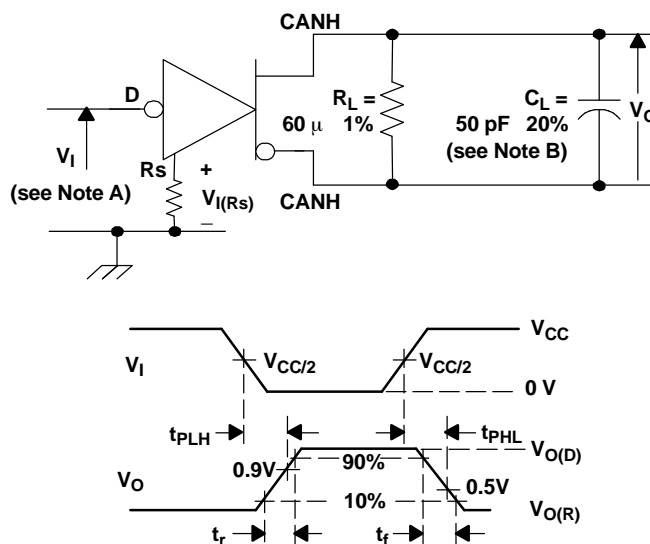 CANH
D
R_L =
60 μ 1%
C_L =
50 pF 20%
(see Note B)
V_O
V_I
(see Note A)
Rs
+
V_I(Rs)
_
CANH
V_I
V_CC/2
V_CC/2
V_CC
0 V
t_PLH
t_PHL
V_O
0.9V
90%
10%
0.5V
V_O(D)
V_O(R)
t_r
t_f